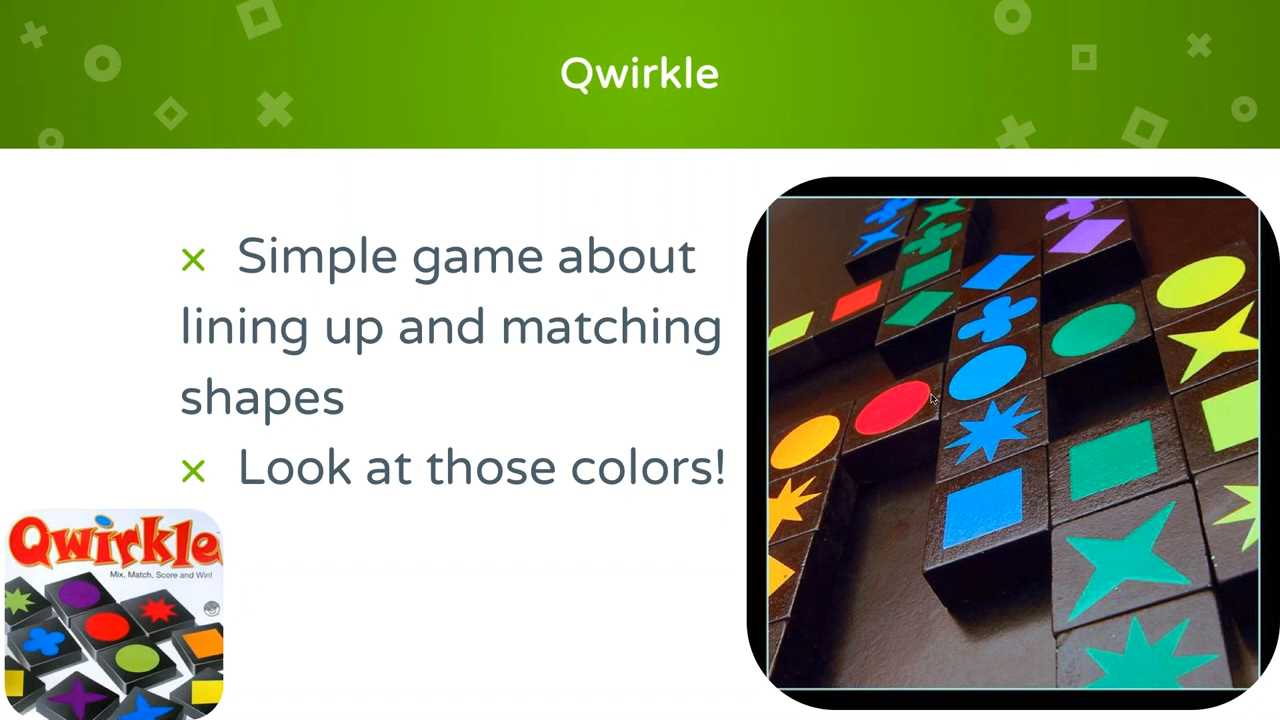 Qwirkle
× Simple game about
lining up and matching
shapes
× Look at those colors!
Qwirkle
Mix, Match, Score and Win!